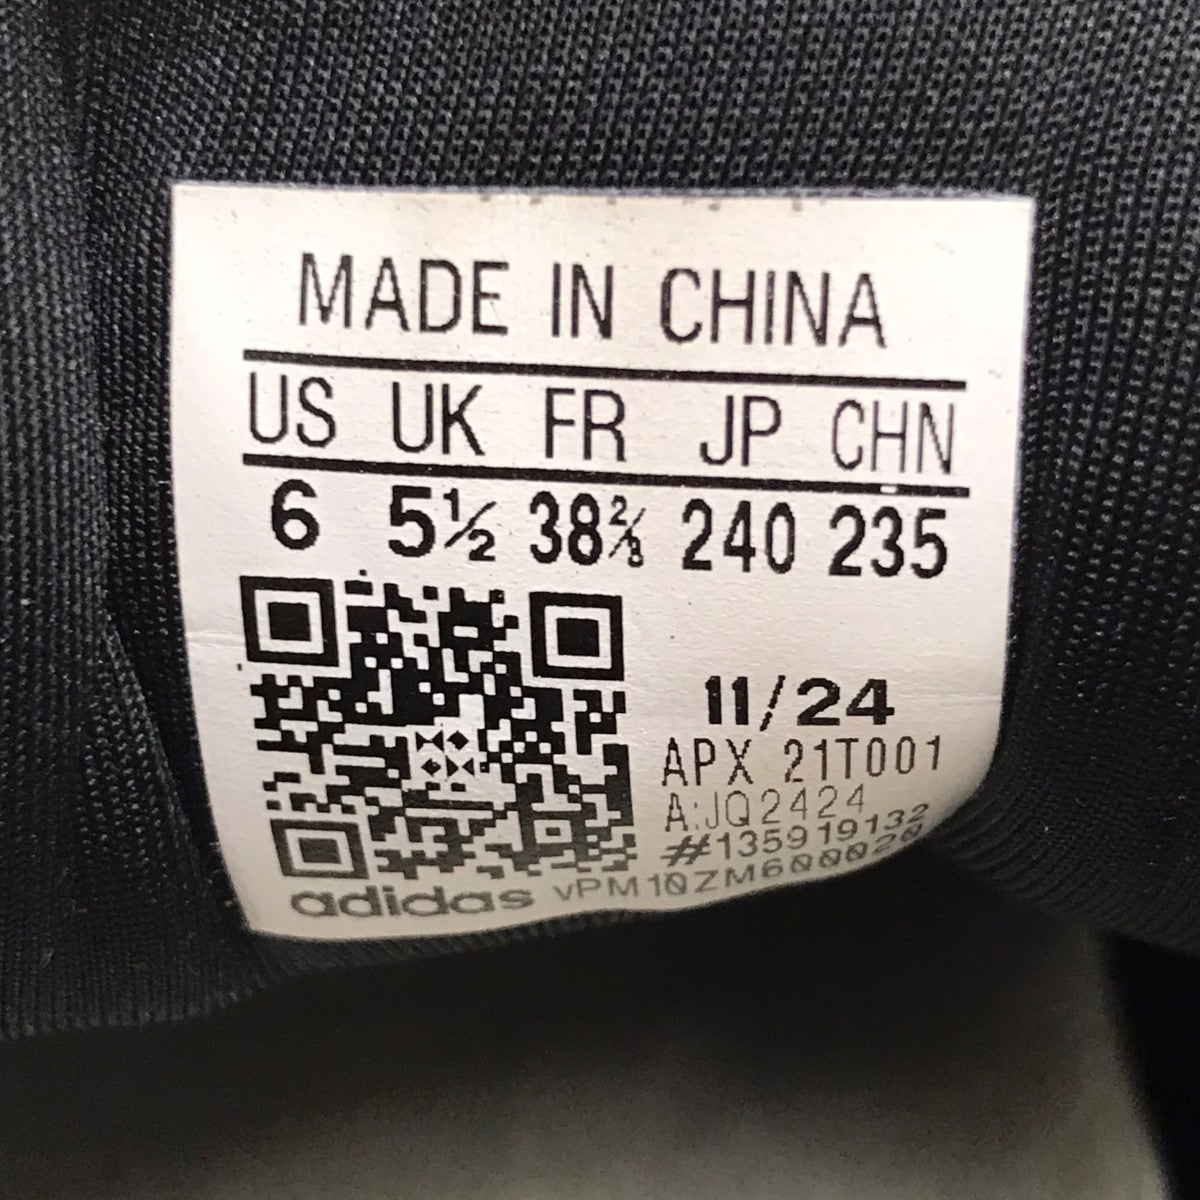 MADE IN CHINA
US UK FR JP CHN
6 5½ 38⅔ 240 235
11/24
APX 21T001
A:JQ2424
#135919132
adidas vPM10ZM6000020